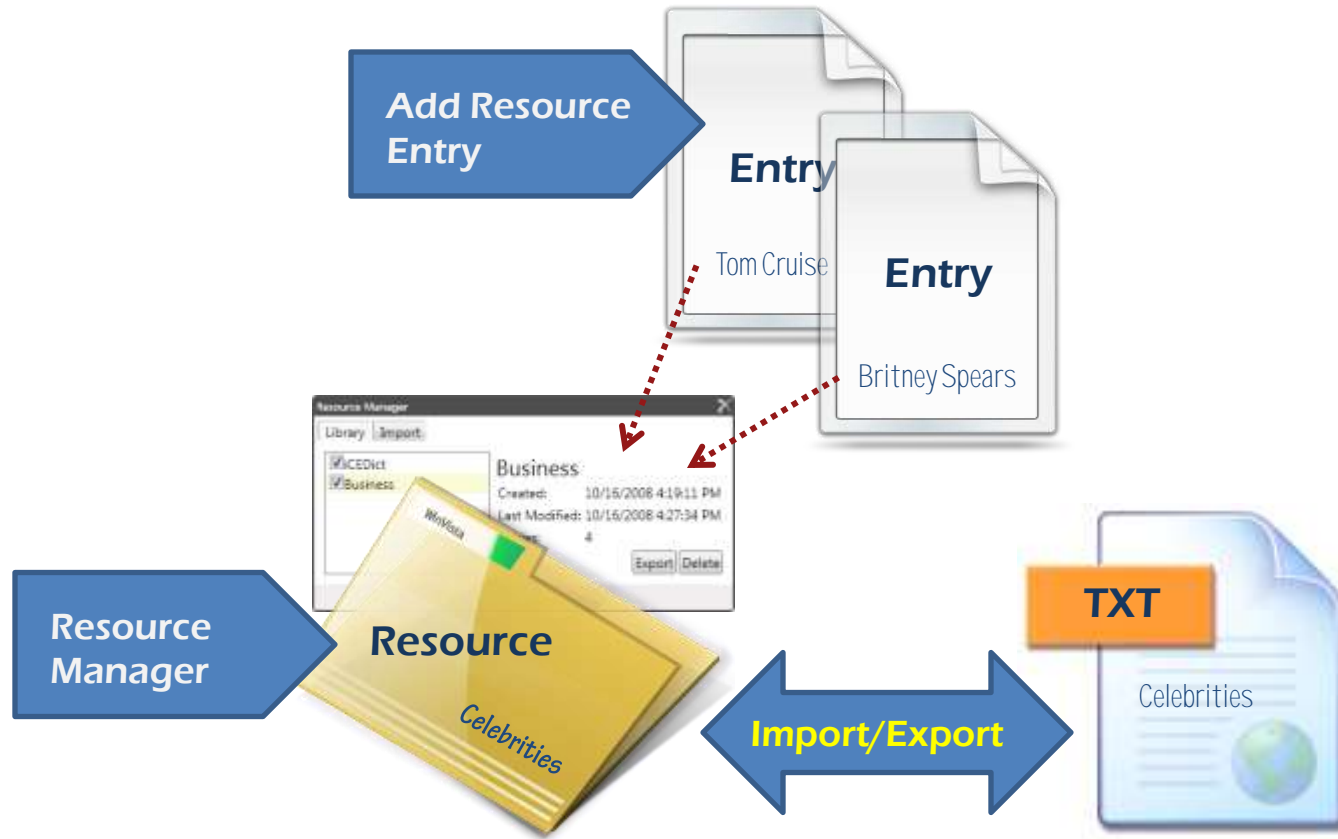 Add Resource
Entry
Entry
Tom Cruise
Entry
Britney Spears
Resource Manager
Library Import
iCEDict
Business
Business
Created: 10/16/2008 4:19:11 PM
Last Modified: 10/16/2008 4:27:34 PM
4
Export Delete
WinVista
Resource
Manager
Resource
Celebrities
Import/Export
TXT
Celebrities